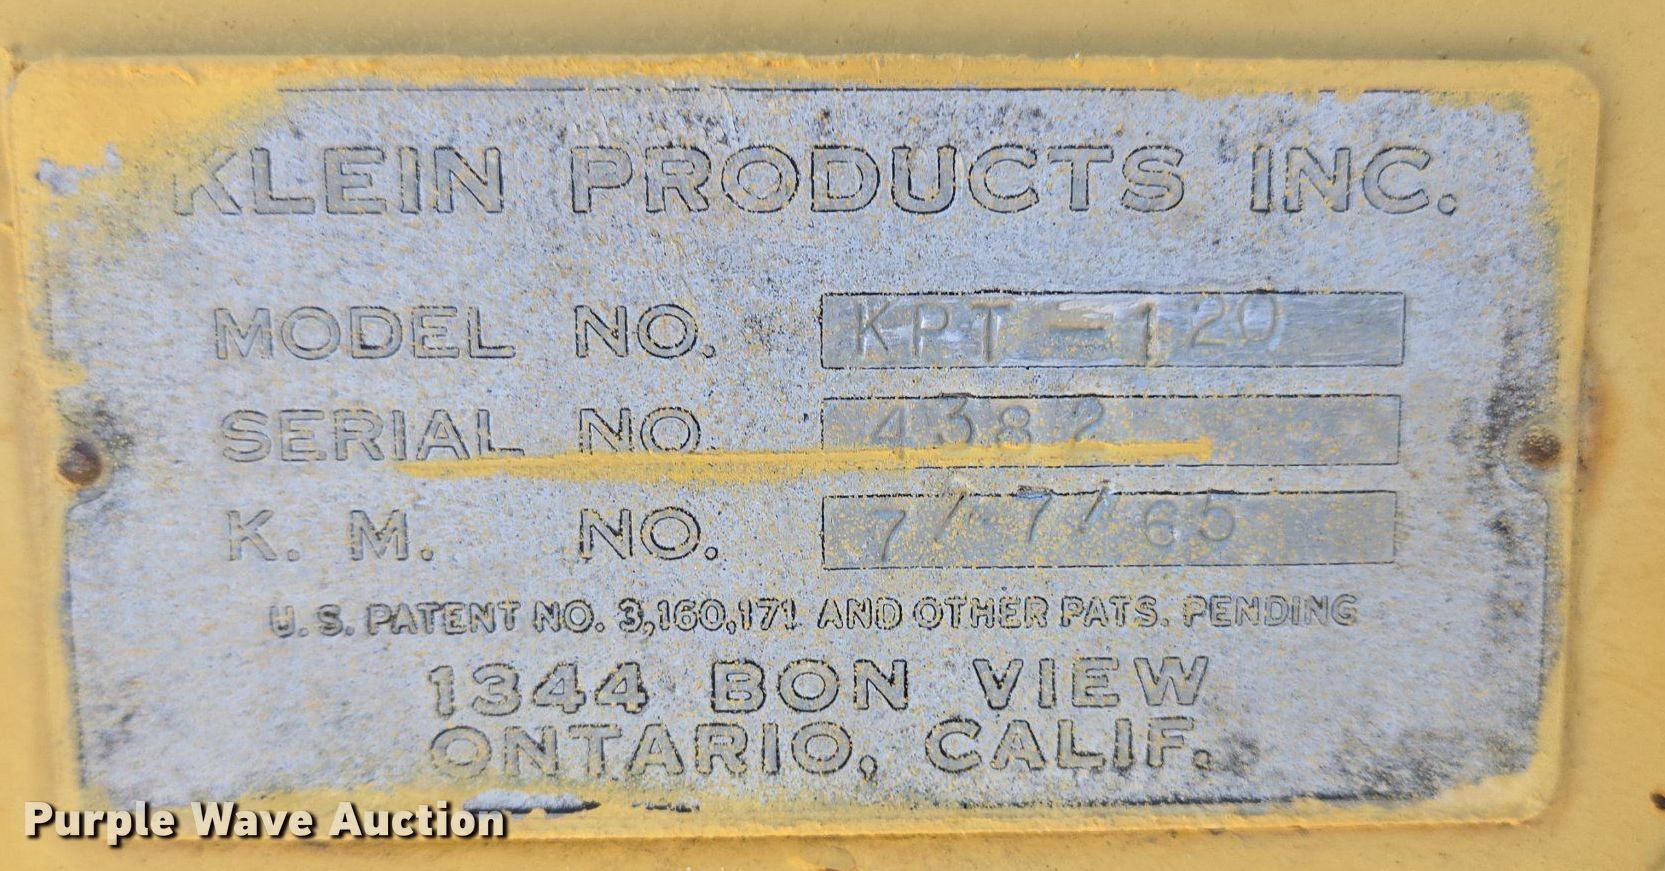 KLEIN PRODUCTS INC.
MODEL NO. KPT-120
SERIAL NO. 4382
K. M. NO. 7/7/65
U.S. PATENT NO. 3,160,171 AND OTHER PATS. PENDING
1344 BON VIEW
ONTARIO, CALIF.
Purple Wave Auction